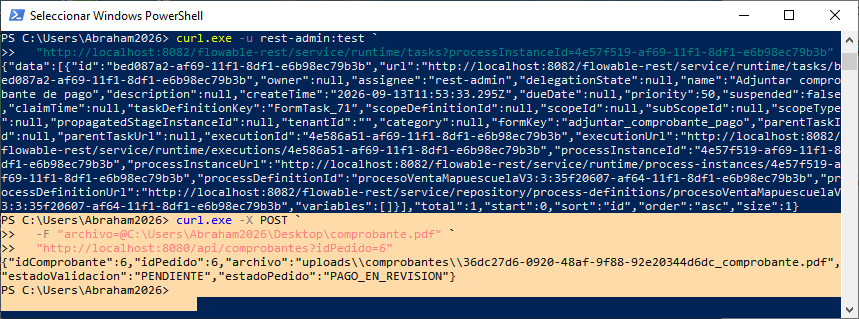 Seleccionar Windows PowerShell
PS C:\Users\Abraham2026> curl.exe -u rest-admin:test `
>>   "http://localhost:8082/flowable-rest/service/runtime/tasks?processInstanceId=4e57f519-af69-11f1-8df1-e6b98ec79b3b"
{"data":[{"id":"bed087a2-af69-11f1-8df1-e6b98ec79b3b","url":"http://localhost:8082/flowable-rest/service/runtime/tasks/b
ed087a2-af69-11f1-8df1-e6b98ec79b3b","owner":null,"assignee":"rest-admin","delegationState":null,"name":"Adjuntar compro
bante de pago","description":null,"createTime":"2026-09-13T11:53:33.295Z","dueDate":null,"priority":50,"suspended":false
,"claimTime":null,"taskDefinitionKey":"FormTask_71","scopeDefinitionId":null,"scopeId":null,"subScopeId":null,"scopeType
":null,"propagatedStageInstanceId":null,"tenantId":"","category":null,"formKey":"adjuntar_comprobante_pago","parentTaskI
d":null,"parentTaskUrl":null,"executionId":"4e586a51-af69-11f1-8df1-e6b98ec79b3b","executionUrl":"http://localhost:8082/
flowable-rest/service/runtime/executions/4e586a51-af69-11f1-8df1-e6b98ec79b3b","processInstanceId":"4e57f519-af69-11f1-8
df1-e6b98ec79b3b","processInstanceUrl":"http://localhost:8082/flowable-rest/service/runtime/process-instances/4e57f519-a
f69-11f1-8df1-e6b98ec79b3b","processDefinitionId":"procesoVentaMapuescuelaV3:3:35f20607-af64-11f1-8df1-e6b98ec79b3b","pr
ocessDefinitionUrl":"http://localhost:8082/flowable-rest/service/repository/process-definitions/procesoVentaMapuescuelaV
3:3:35f20607-af64-11f1-8df1-e6b98ec79b3b","variables":[]}],"total":1,"start":0,"sort":"id","order":"asc","size":1}
PS C:\Users\Abraham2026> curl.exe -X POST `
>>   -F "archivo=@C:\Users\Abraham2026\Desktop\comprobante.pdf" `
>>   "http://localhost:8080/api/comprobantes?idPedido=6"
{"idComprobante":6,"idPedido":6,"archivo":"uploads\\comprobantes\\36dc27d6-0920-48af-9f88-92e20344d6dc_comprobante.pdf",
"estadoValidacion":"PENDIENTE","estadoPedido":"PAGO_EN_REVISION"}
PS C:\Users\Abraham2026>